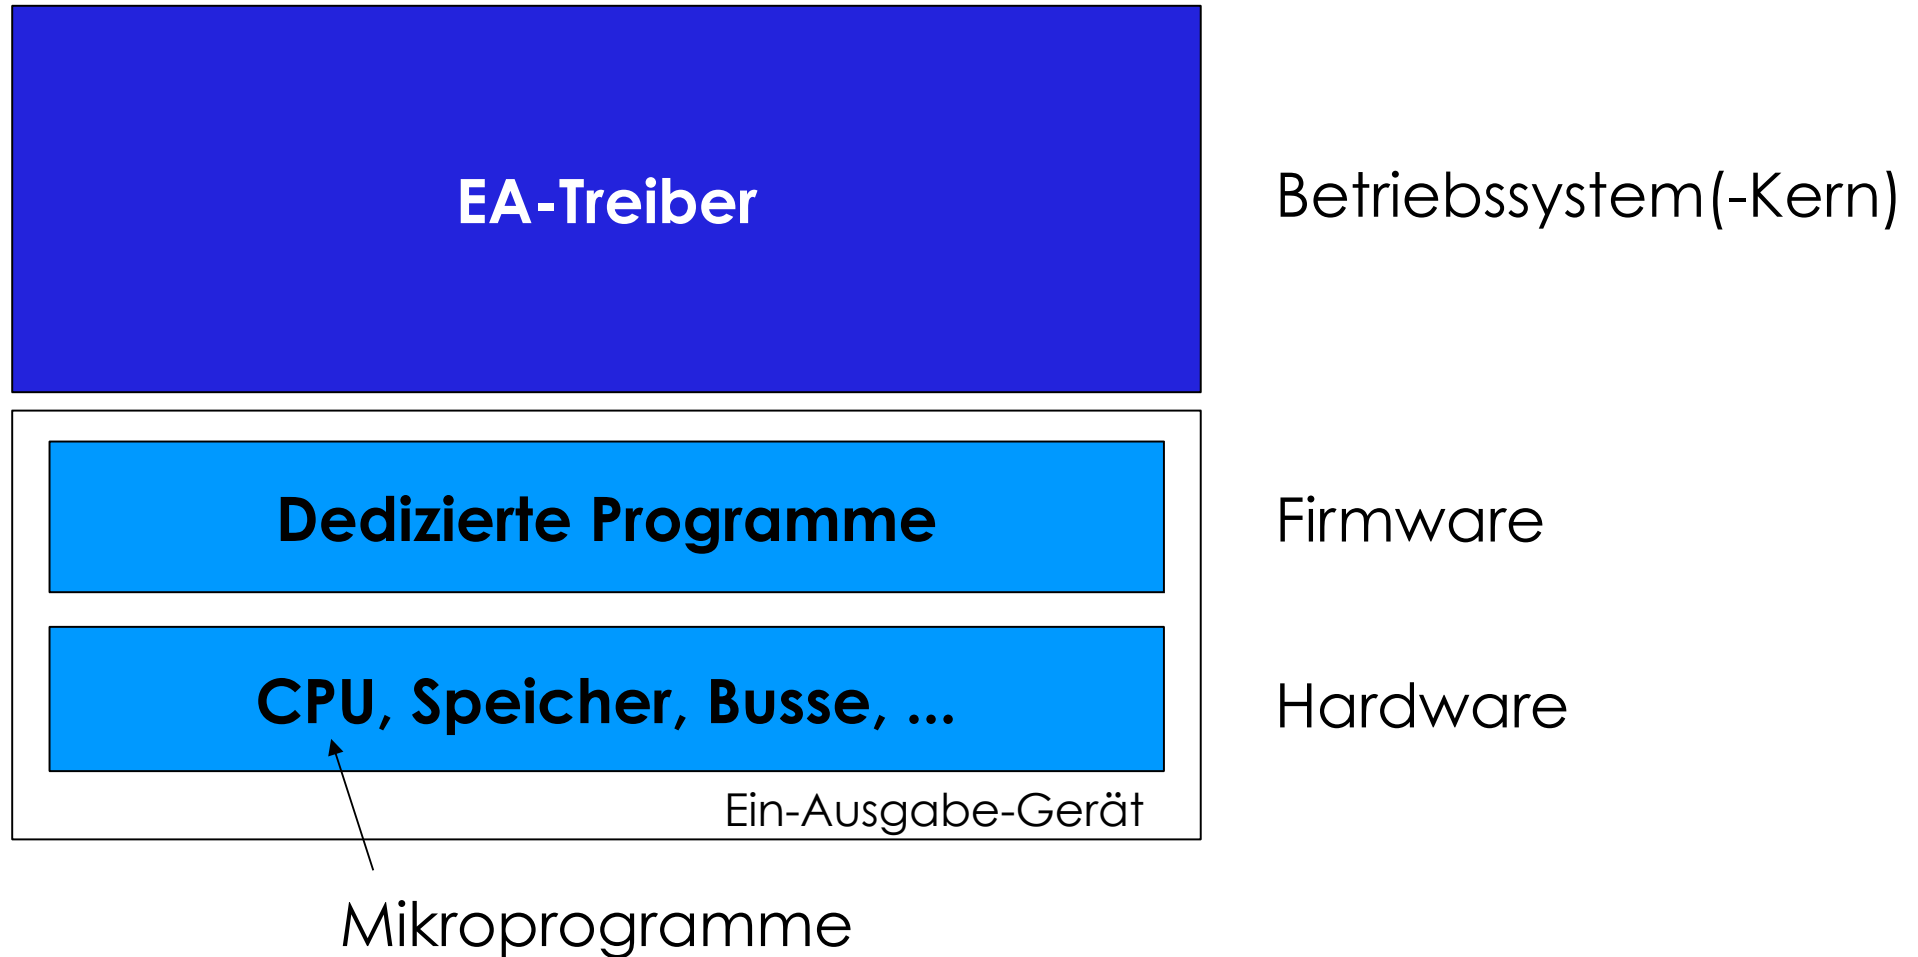 EA-Treiber
Betriebssystem(-Kern)
Dedizierte Programme
Firmware
CPU, Speicher, Busse, ...
Hardware
Ein-Ausgabe-Gerät
Mikroprogramme